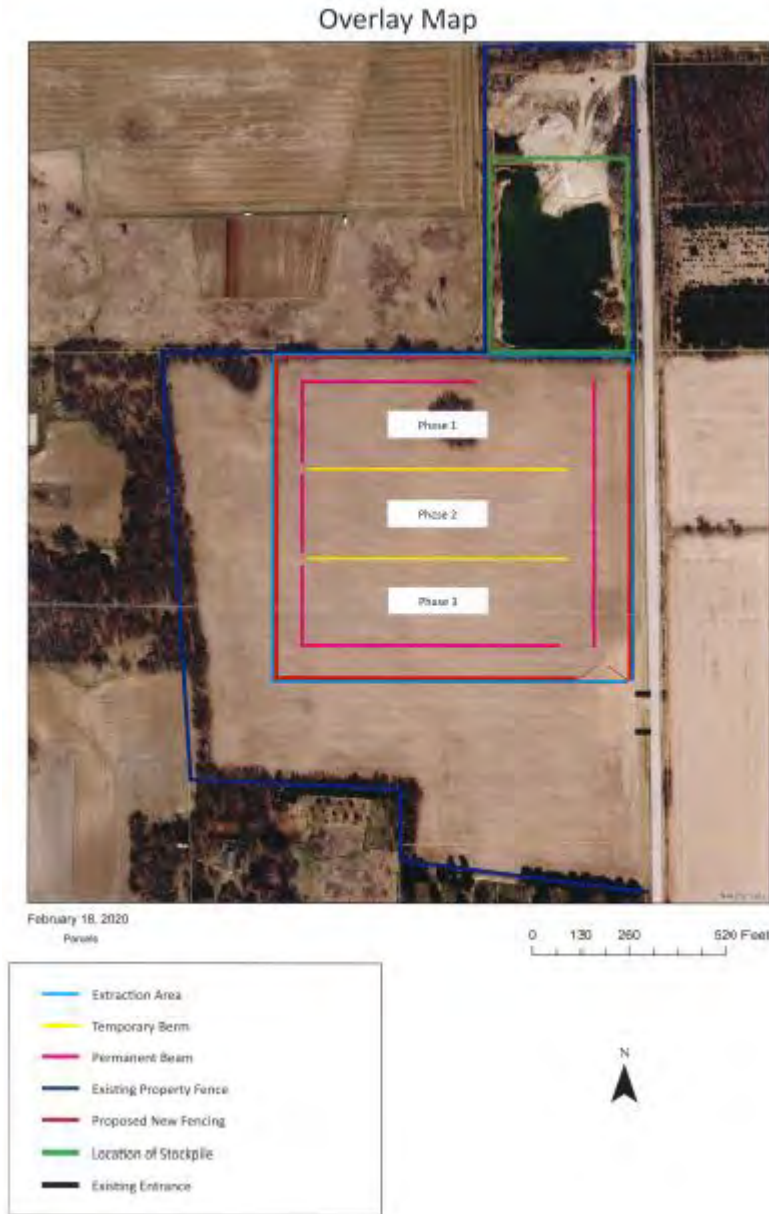 Overlay Map
Phase 1
Phase 2
Phase 3
February 18, 2020
Parcels
0 130 260 520 Feet
Extraction Area
Temporary Berm
Permanent Beam
Existing Property Fence
Proposed New Fencing
Location of Stockpile
Existing Entrance
N